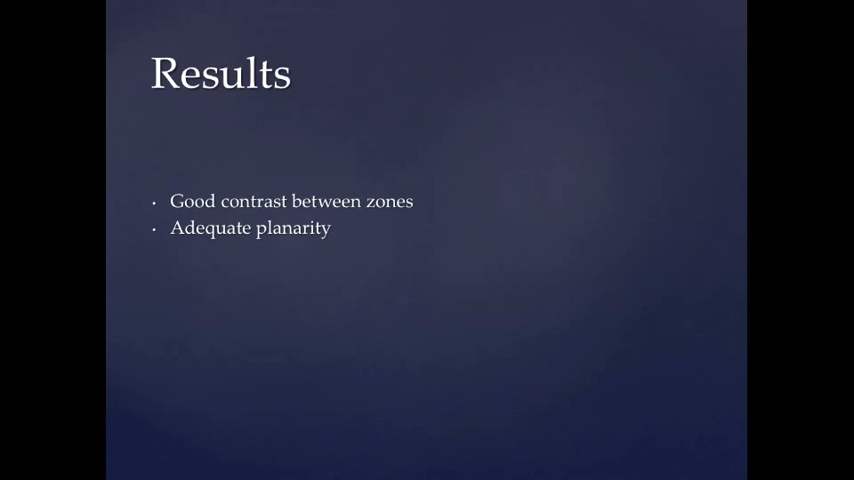 Results
· Good contrast between zones
· Adequate planarity